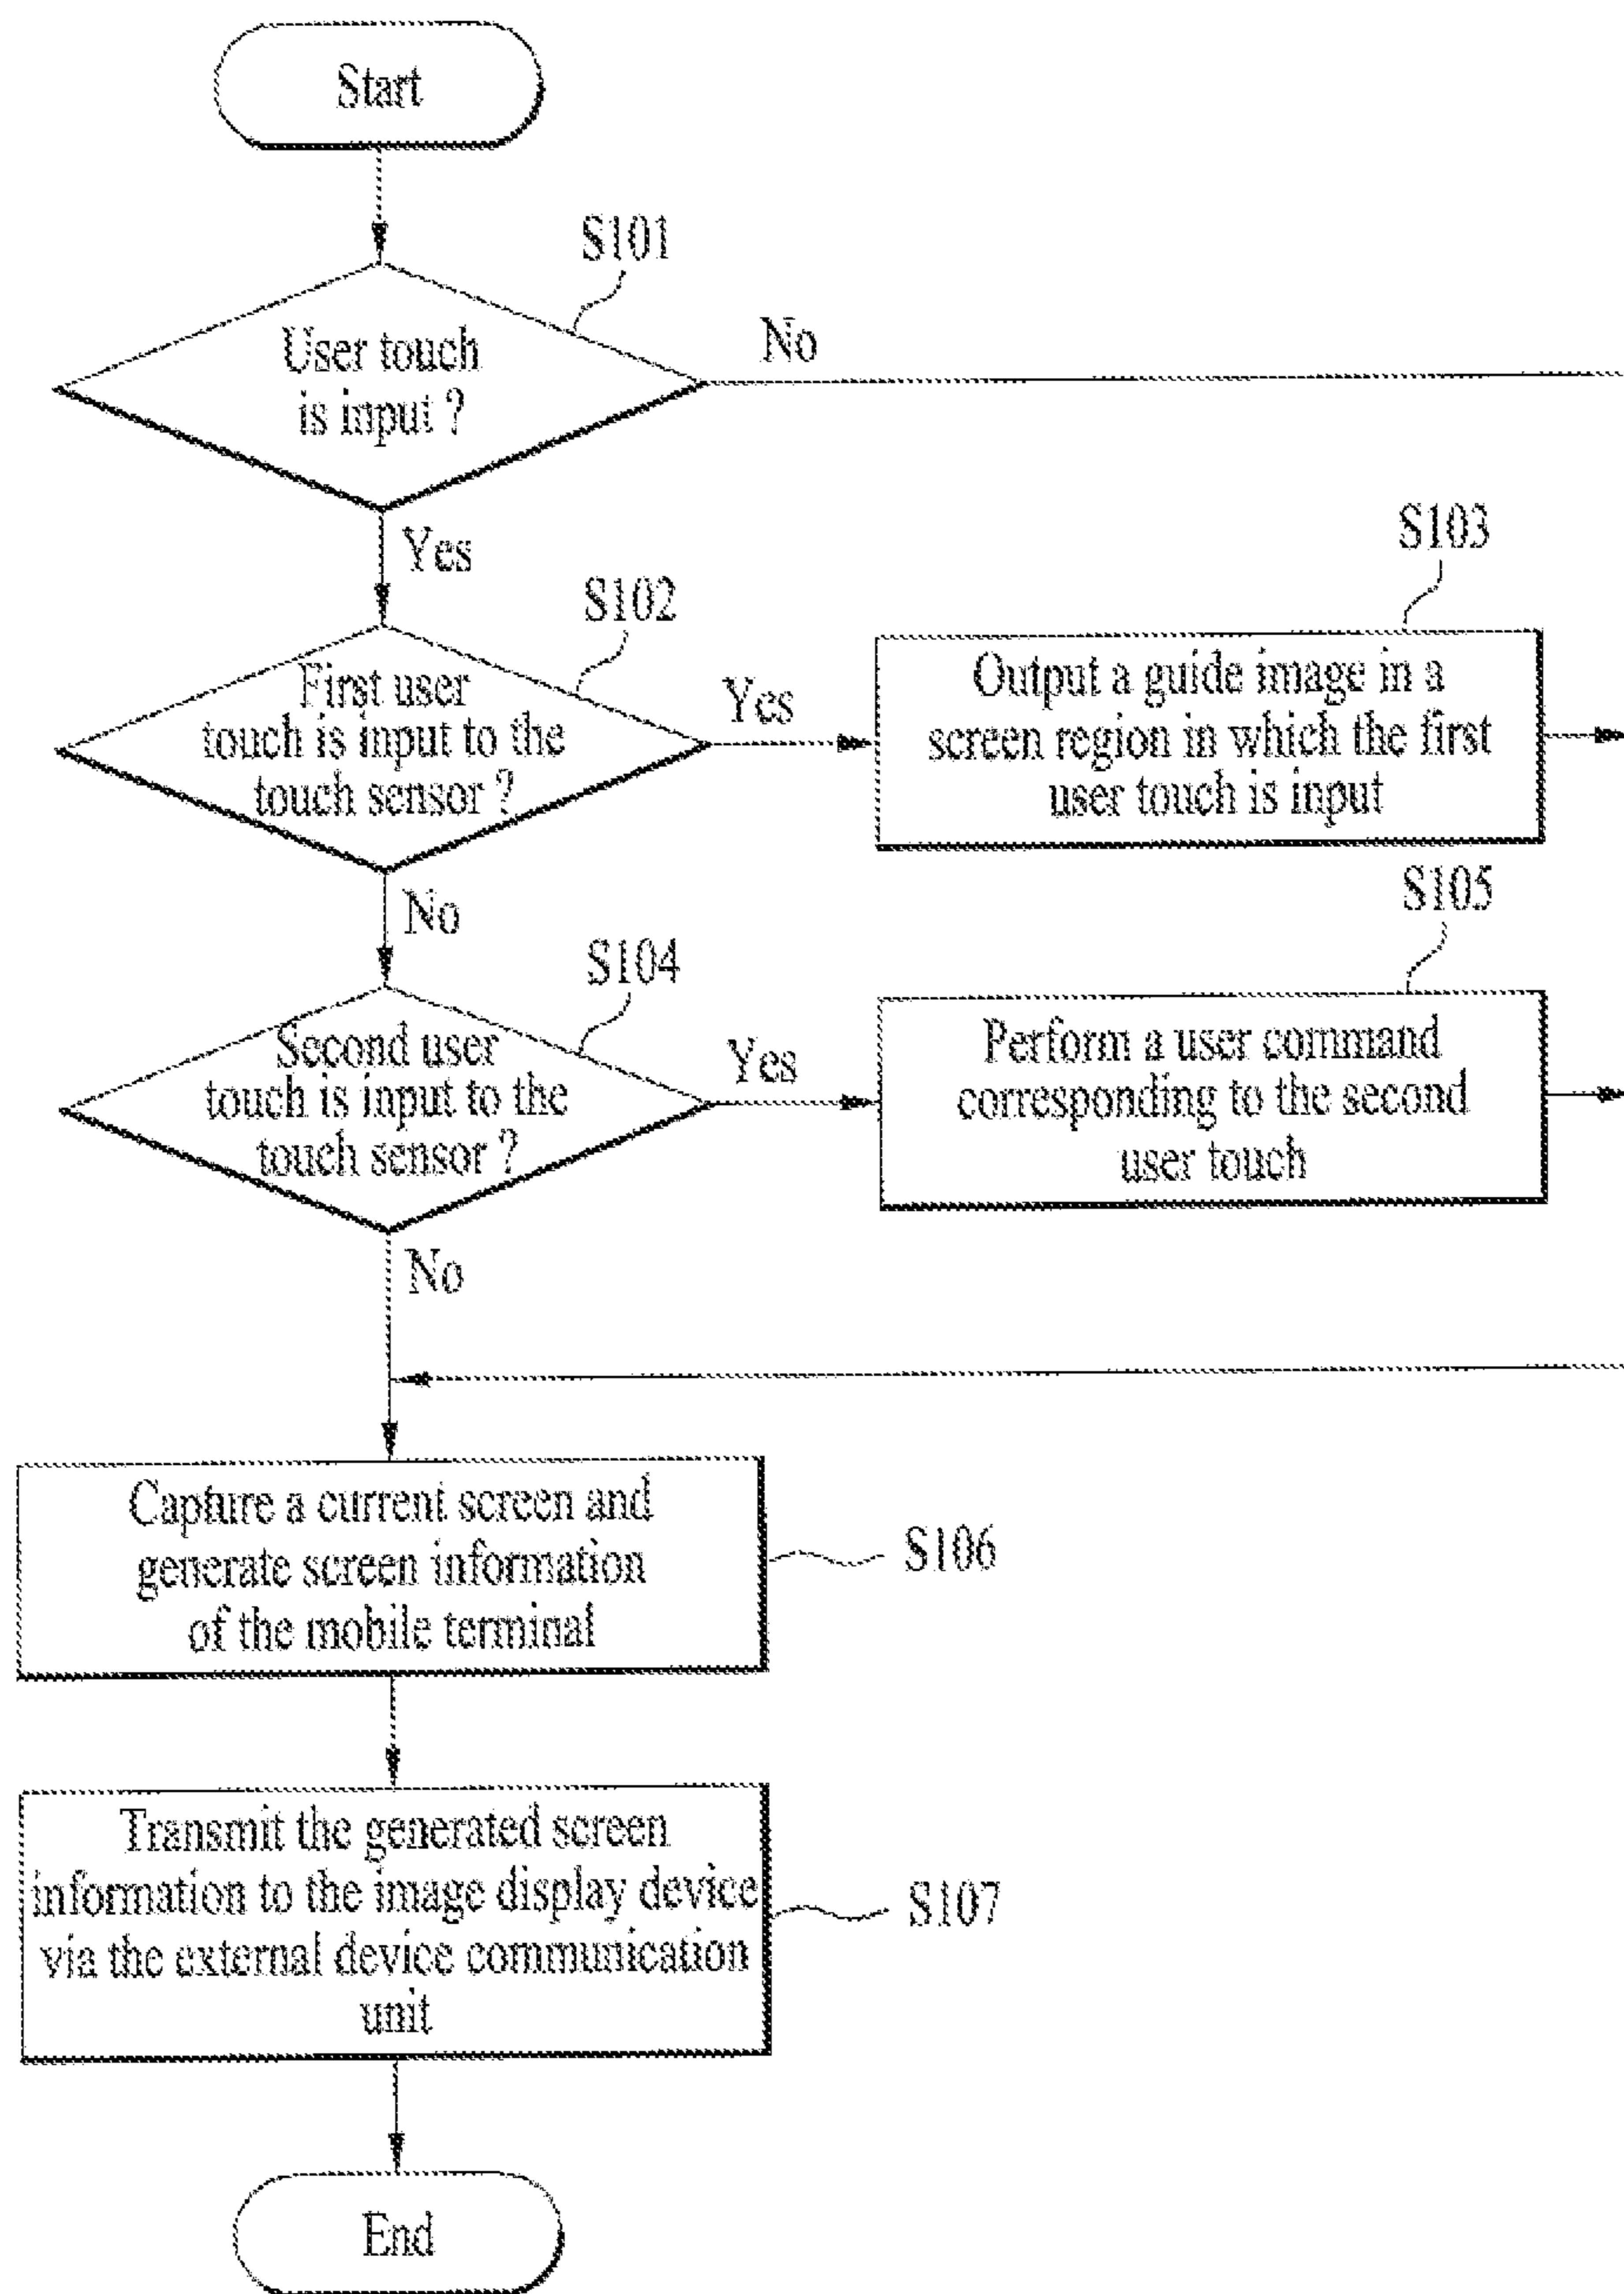 Start
S101
User touch
is input ?
No
Yes
S102
First user
touch is input to the
touch sensor ?
Yes
S103
Output a guide image in a
screen region in which the first
user touch is input
No
S104
Second user
touch is input to the
touch sensor ?
Yes
S105
Perform a user command
corresponding to the second
user touch
No
Capture a current screen and
generate screen information
of the mobile terminal
S106
Transmit the generated screen
information to the image display device
via the external device communication
unit
S107
End